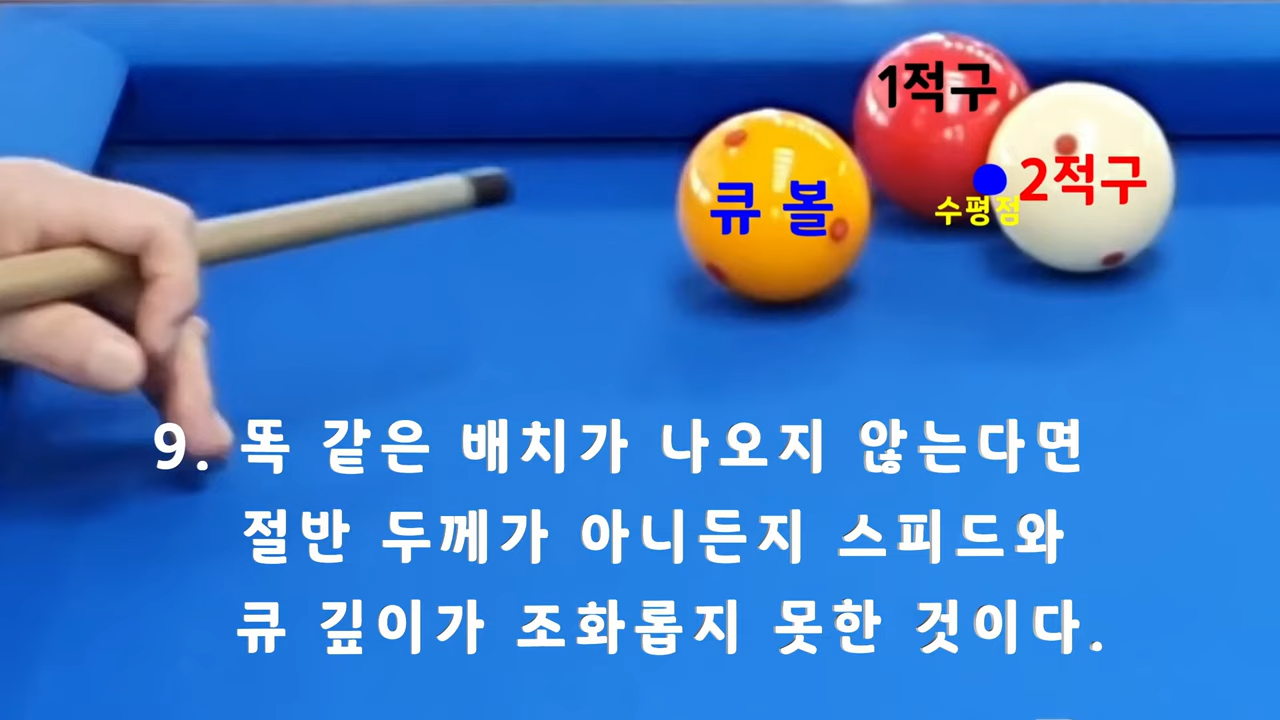 1적구
큐 볼
2적구
수평점
9. 똑 같은 배치가 나오지 않는다면
절반 두께가 아니든지 스피드와
큐 깊이가 조화롭지 못한 것이다.